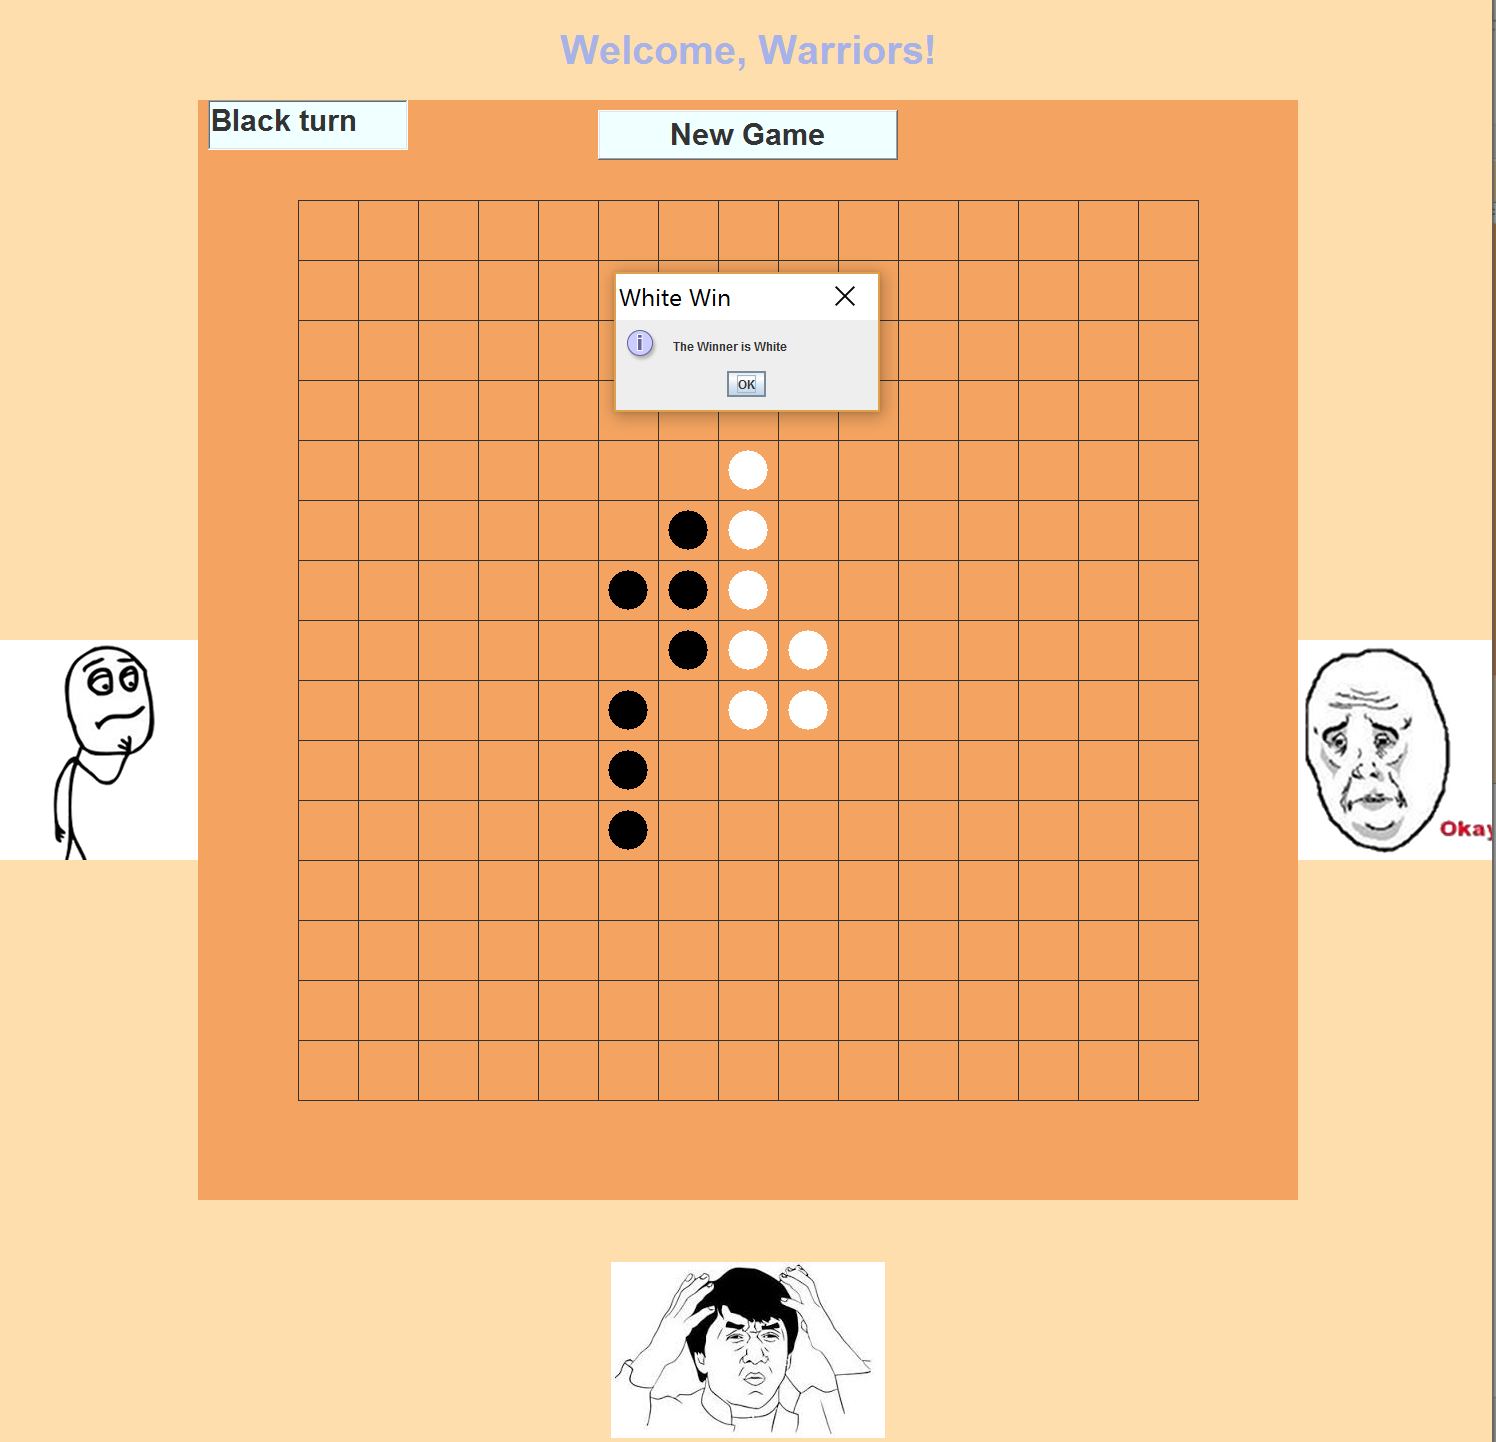 Welcome, Warriors!
Black turn
New Game
White Win
The Winner is White
OK
Okay